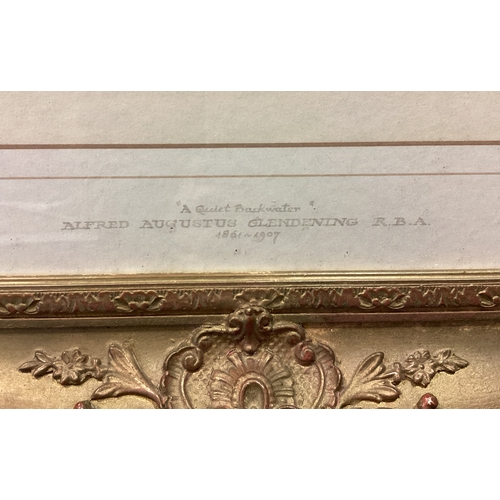 "A Quiet Backwater".
ALFRED AUGUSTUS GLENDENING R.B.A.
1861~1907